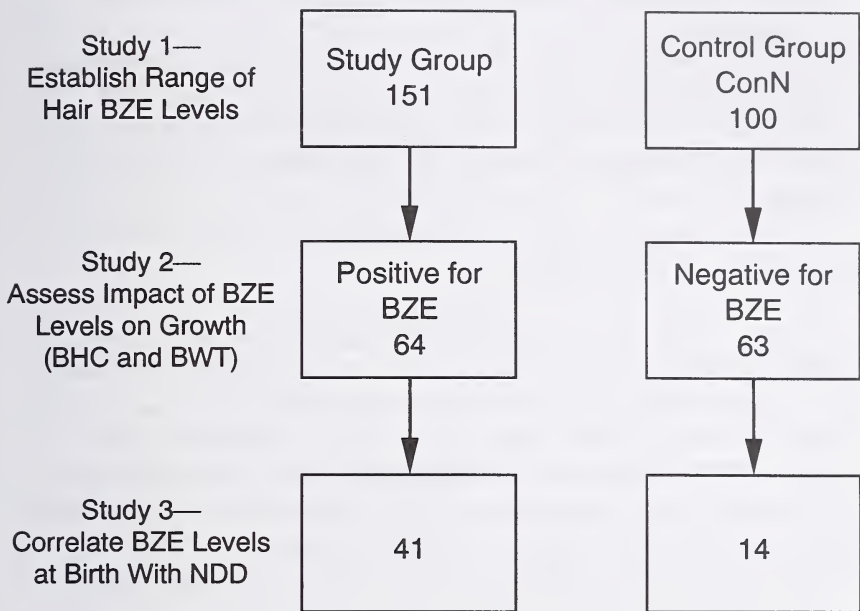 Study 1—
Establish Range of
Hair BZE Levels
Study Group
151
Control Group
ConN
100
Study 2—
Assess Impact of BZE
Levels on Growth
(BHC and BWT)
Positive for
BZE
64
Negative for
BZE
63
Study 3—
Correlate BZE Levels
at Birth With NDD
41
14